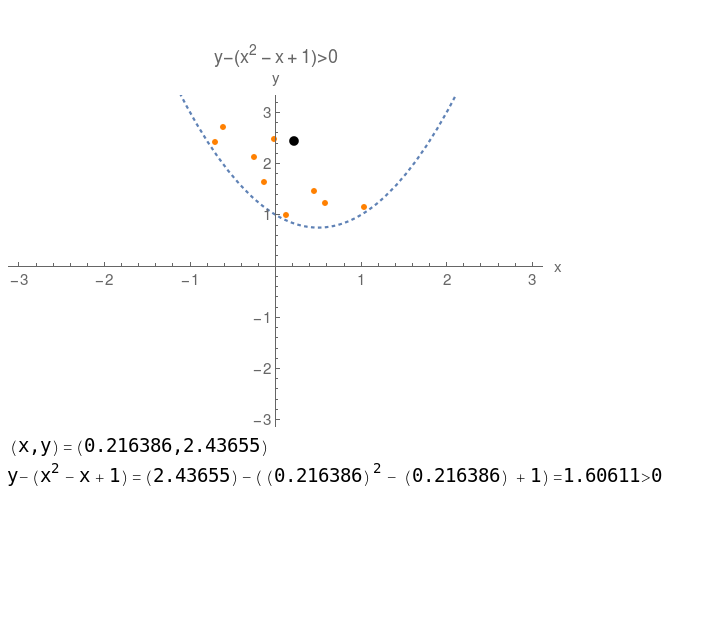 y−(x² − x + 1)>0
y
3
2
1
−3 −2 −1 1 2 3 x
−1
−2
−3
(x,y) = (0.216386,2.43655)
y− (x² − x + 1) = (2.43655) − ( (0.216386)² − (0.216386) + 1) =1.60611>0